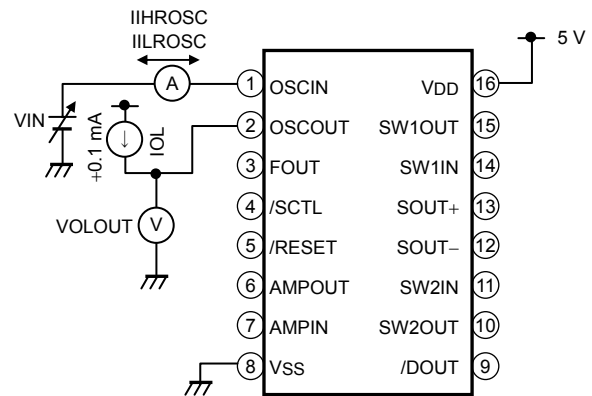 IIHROSC
IILROSC
A
VIN
+0.1 mA
↓
IOL
VOLOUT
V
5 V
1 OSCIN
2 OSCOUT
3 FOUT
4 /SCTL
5 /RESET
6 AMPOUT
7 AMPIN
8 VSS
VDD 16
SW1OUT 15
SW1IN 14
SOUT+ 13
SOUT− 12
SW2IN 11
SW2OUT 10
/DOUT 9